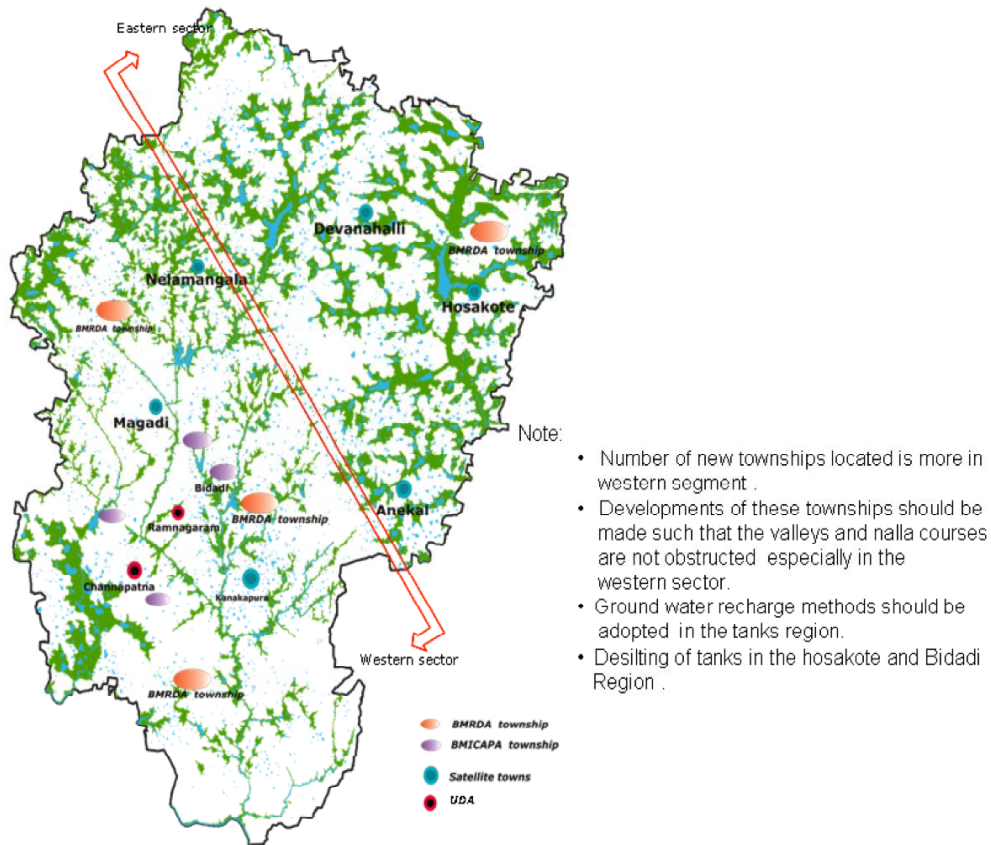 Eastern sector
Devanahalli
BMRDA township
Nelamangala
Hosakote
BMRDA township
Magadi
Bidadi
Anekal
BMRDA township
Ramnagaram
Channapatna
Kanakapura
Western sector
BMRDA township
BMRDA township
BMICAPA township
Satellite towns
UDA
Note:
• Number of new townships located is more in
western segment .
• Developments of these townships should be
made such that the valleys and nalla courses
are not obstructed especially in the
western sector.
• Ground water recharge methods should be
adopted in the tanks region.
• Desilting of tanks in the hosakote and Bidadi
Region .